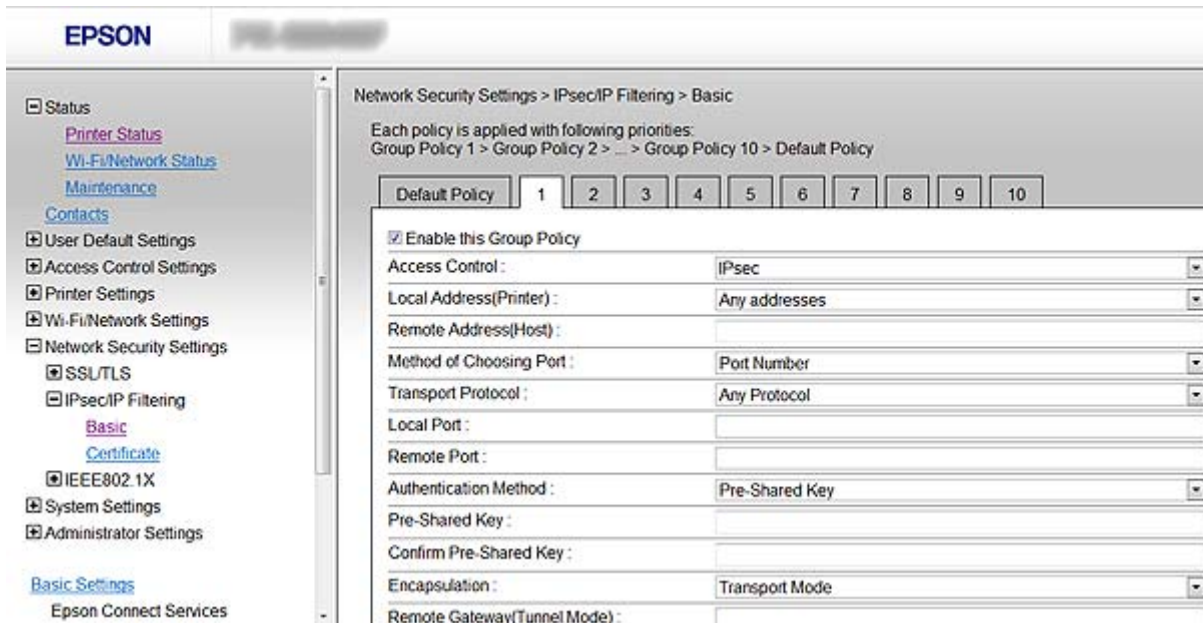 EPSON
Status
Printer Status
Wi-Fi/Network Status
Maintenance
Contacts
User Default Settings
Access Control Settings
Printer Settings
Wi-Fi/Network Settings
Network Security Settings
SSL/TLS
IPsec/IP Filtering
Basic
Certificate
IEEE802.1X
System Settings
Administrator Settings
Basic Settings
Epson Connect Services
Network Security Settings > IPsec/IP Filtering > Basic
Each policy is applied with following priorities:
Group Policy 1 > Group Policy 2 > ... > Group Policy 10 > Default Policy
Default Policy 1 2 3 4 5 6 7 8 9 10
Enable this Group Policy
Access Control : IPsec
Local Address(Printer) : Any addresses
Remote Address(Host) :
Method of Choosing Port : Port Number
Transport Protocol : Any Protocol
Local Port :
Remote Port :
Authentication Method : Pre-Shared Key
Pre-Shared Key :
Confirm Pre-Shared Key :
Encapsulation : Transport Mode
Remote Gateway(Tunnel Mode) :